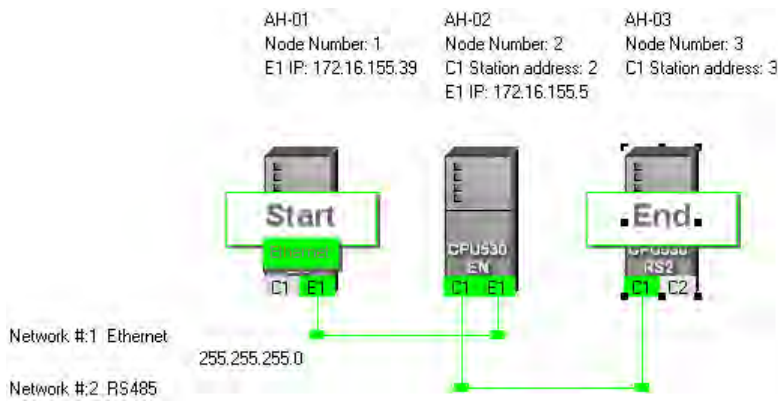 AH-01
Node Number: 1
E1 IP: 172.16.155.39
AH-02
Node Number: 2
C1 Station address: 2
E1 IP: 172.16.155.5
AH-03
Node Number: 3
C1 Station address: 3
Start
Ethernet
C1 E1
CPU530
EN
C1 E1
End
CPU530
RS2
C1 C2
Network #:1 Ethernet
255.255.255.0
Network #:2 RS485